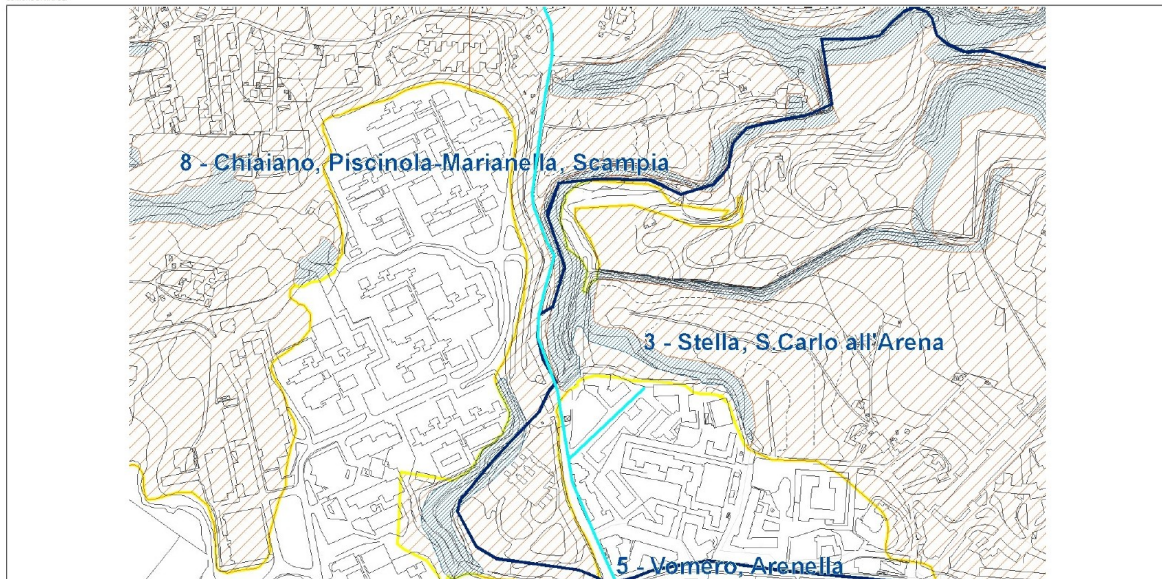 8 - Chiaiano, Piscinola-Marianella, Scampia
3 - Stella, S.Carlo all'Arena
5 - Vomero, Arenella